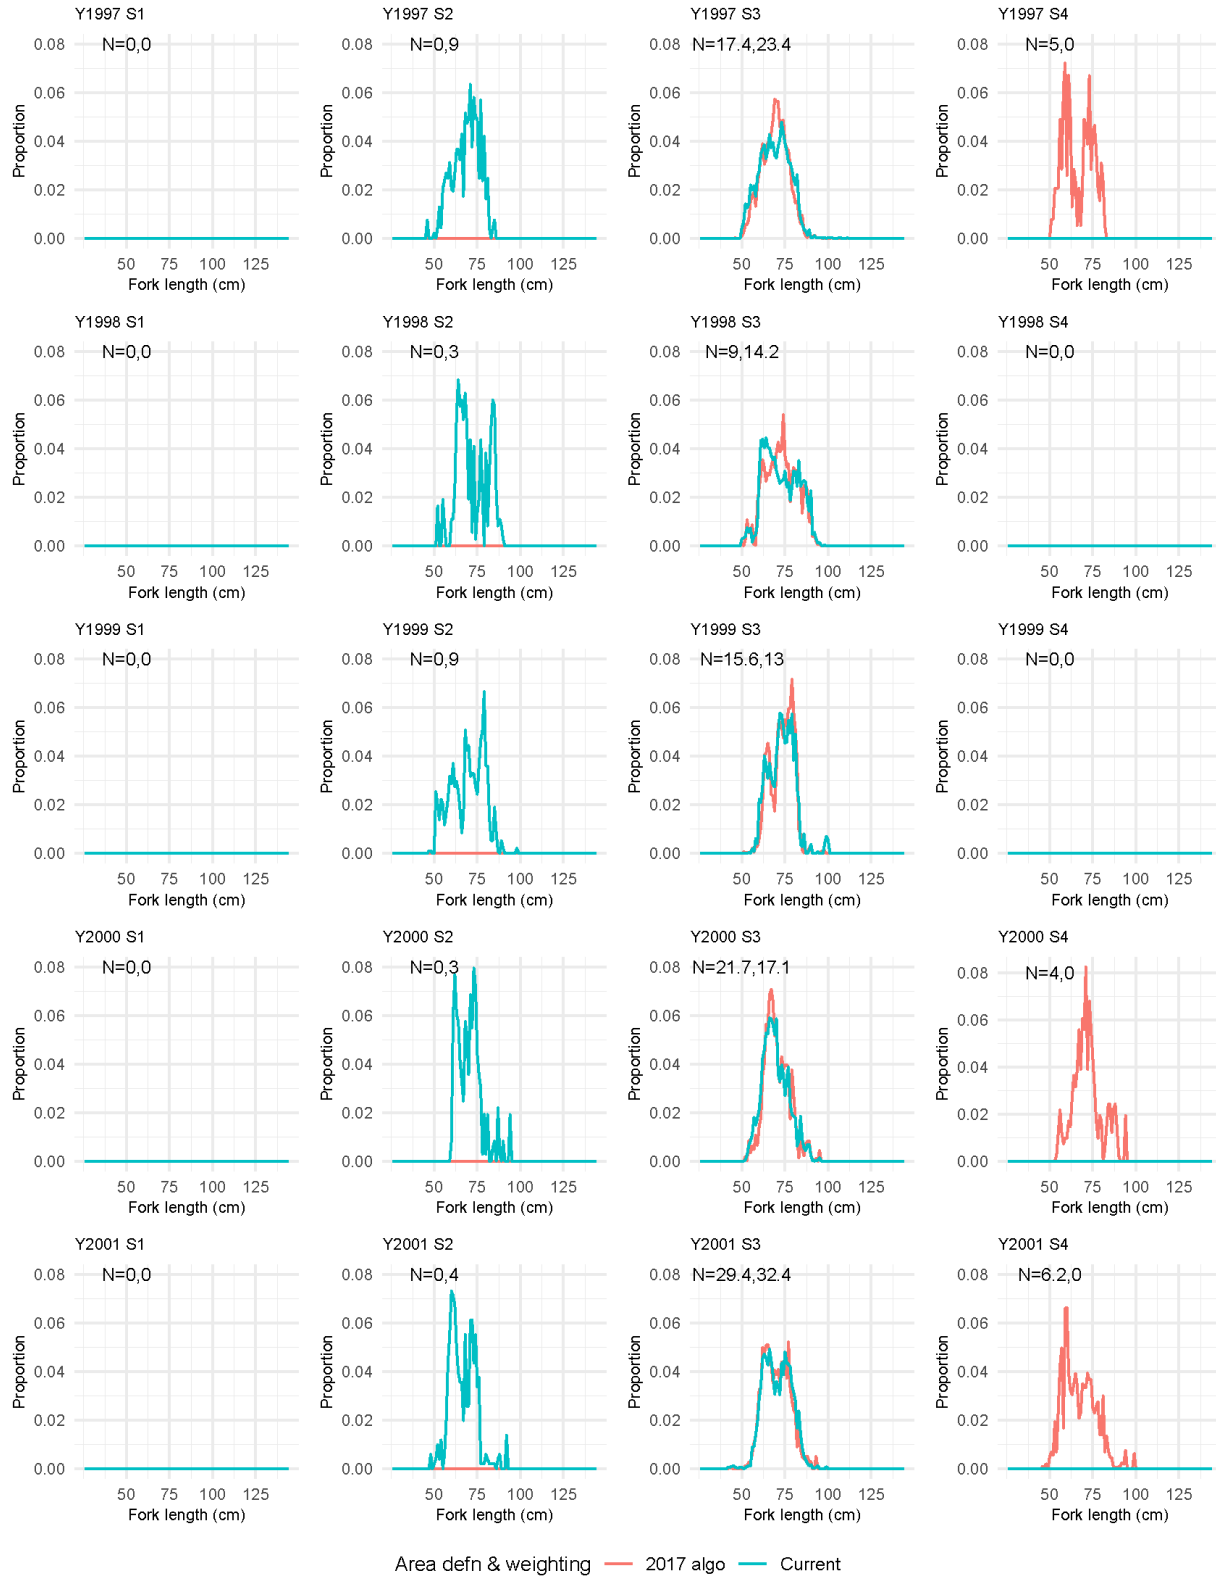 Y1997 S1
Y1997 S2
Y1997 S3
Y1997 S4
N=0,0
N=0,9
N=17.4,23.4
N=5,0
0.08
0.06
0.04
0.02
0.00
Proportion
50 75 100 125
Fork length (cm)
0.08
0.06
0.04
0.02
0.00
Proportion
50 75 100 125
Fork length (cm)
0.08
0.06
0.04
0.02
0.00
Proportion
50 75 100 125
Fork length (cm)
0.08
0.06
0.04
0.02
0.00
Proportion
50 75 100 125
Fork length (cm)
Y1998 S1
Y1998 S2
Y1998 S3
Y1998 S4
N=0,0
N=0,3
N=9,14.2
N=0,0
0.08
0.06
0.04
0.02
0.00
Proportion
50 75 100 125
Fork length (cm)
0.08
0.06
0.04
0.02
0.00
Proportion
50 75 100 125
Fork length (cm)
0.08
0.06
0.04
0.02
0.00
Proportion
50 75 100 125
Fork length (cm)
0.08
0.06
0.04
0.02
0.00
Proportion
50 75 100 125
Fork length (cm)
Y1999 S1
Y1999 S2
Y1999 S3
Y1999 S4
N=0,0
N=0,9
N=15.6,13
N=0,0
0.08
0.06
0.04
0.02
0.00
Proportion
50 75 100 125
Fork length (cm)
0.08
0.06
0.04
0.02
0.00
Proportion
50 75 100 125
Fork length (cm)
0.08
0.06
0.04
0.02
0.00
Proportion
50 75 100 125
Fork length (cm)
0.08
0.06
0.04
0.02
0.00
Proportion
50 75 100 125
Fork length (cm)
Y2000 S1
Y2000 S2
Y2000 S3
Y2000 S4
N=0,0
N=0,3
N=21.7,17.1
N=4,0
0.08
0.06
0.04
0.02
0.00
Proportion
50 75 100 125
Fork length (cm)
0.08
0.06
0.04
0.02
0.00
Proportion
50 75 100 125
Fork length (cm)
0.08
0.06
0.04
0.02
0.00
Proportion
50 75 100 125
Fork length (cm)
0.08
0.06
0.04
0.02
0.00
Proportion
50 75 100 125
Fork length (cm)
Y2001 S1
Y2001 S2
Y2001 S3
Y2001 S4
N=0,0
N=0,4
N=29.4,32.4
N=6.2,0
0.08
0.06
0.04
0.02
0.00
Proportion
50 75 100 125
Fork length (cm)
0.08
0.06
0.04
0.02
0.00
Proportion
50 75 100 125
Fork length (cm)
0.08
0.06
0.04
0.02
0.00
Proportion
50 75 100 125
Fork length (cm)
0.08
0.06
0.04
0.02
0.00
Proportion
50 75 100 125
Fork length (cm)
Area defn & weighting 2017 algo Current